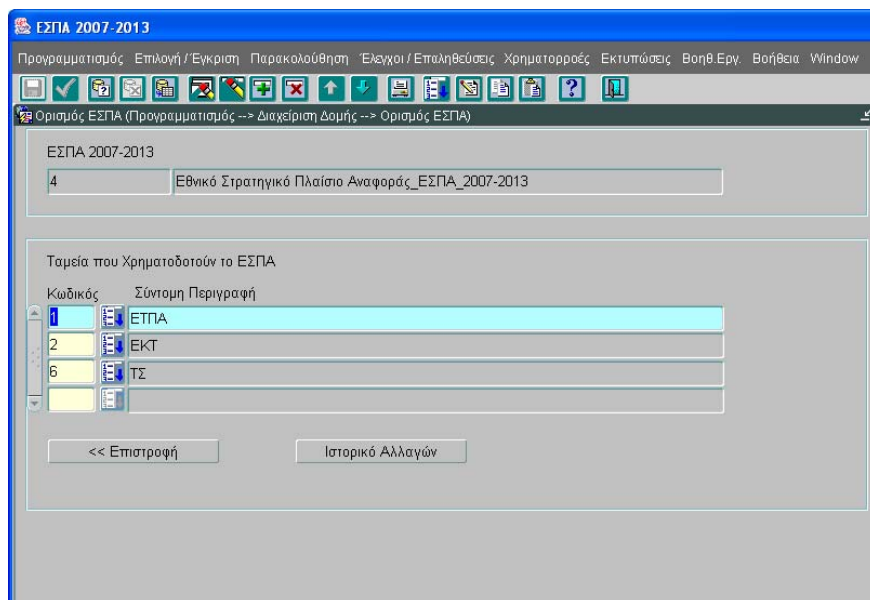 ΕΣΠΑ 2007-2013
Προγραμματισμός Επιλογή / Έγκριση Παρακολούθηση Έλεγχοι / Επαληθεύσεις Χρηματορροές Εκτυπώσεις Βοηθ.Εργ. Βοήθεια Window
Ορισμός ΕΣΠΑ (Προγραμματισμός --> Διαχείριση Δομής --> Ορισμός ΕΣΠΑ)
ΕΣΠΑ 2007-2013
4 Εθνικό Στρατηγικό Πλαίσιο Αναφοράς_ΕΣΠΑ_2007-2013
Ταμεία που Χρηματοδοτούν το ΕΣΠΑ
Κωδικός Σύντομη Περιγραφή
1 ΕΤΠΑ
2 ΕΚΤ
6 ΤΣ
<< Επιστροφή Ιστορικό Αλλαγών